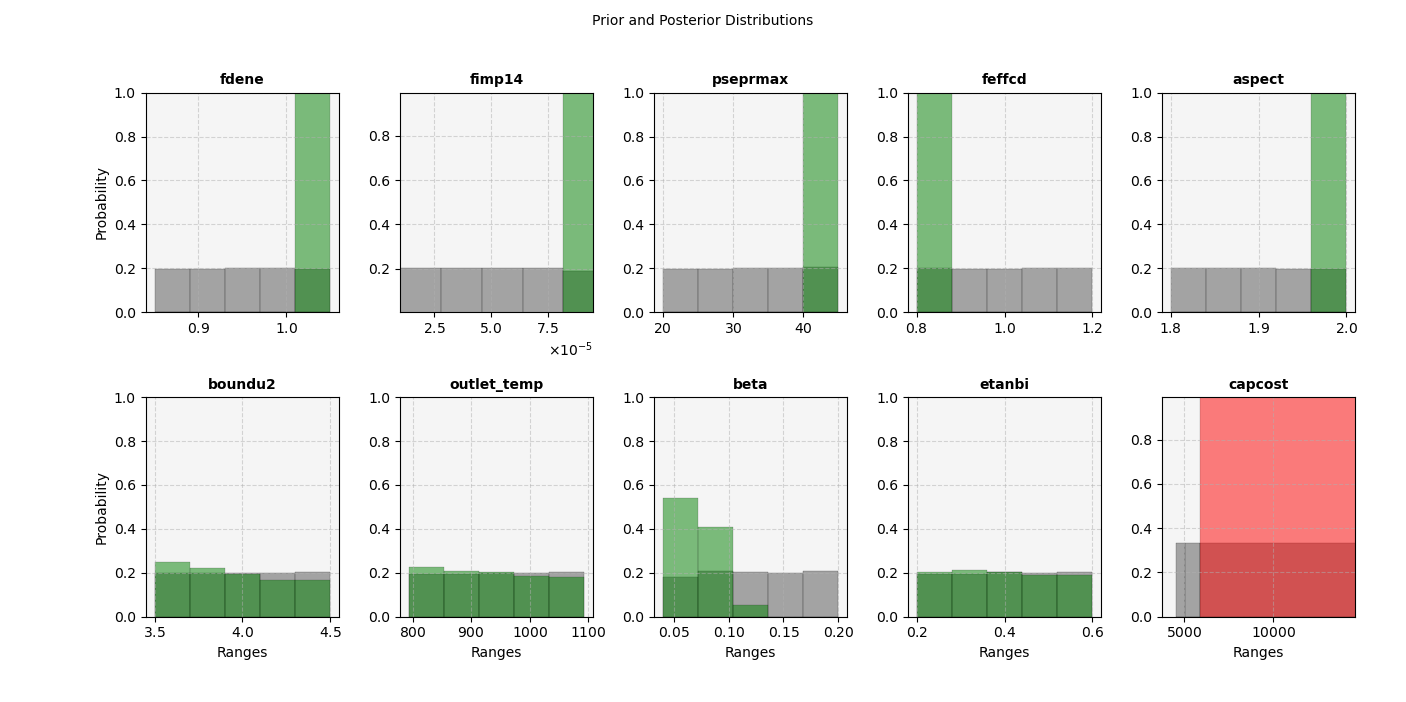 Prior and Posterior Distributions
fdene fimp14 pseprmax feffcd aspect
1.0 1.0 1.0 1.0
0.8 0.8 0.8 0.8 0.8
0.6 0.6 0.6 0.6 0.6
Probability
0.4 0.4 0.4 0.4 0.4
0.2 0.2 0.2 0.2 0.2
0.0 0.0 0.0 0.0
0.9 1.0 2.5 5.0 7.5 20 30 40 0.8 1.0 1.2 1.8 1.9 2.0
×10⁻⁵
boundu2 outlet_temp beta etanbi capcost
1.0 1.0 1.0 1.0
0.8 0.8 0.8 0.8 0.8
0.6 0.6 0.6 0.6 0.6
Probability
0.4 0.4 0.4 0.4 0.4
0.2 0.2 0.2 0.2 0.2
0.0 0.0 0.0 0.0 0.0
3.5 4.0 4.5 800 900 1000 1100 0.05 0.10 0.15 0.20 0.2 0.4 0.6 5000 10000
Ranges Ranges Ranges Ranges Ranges